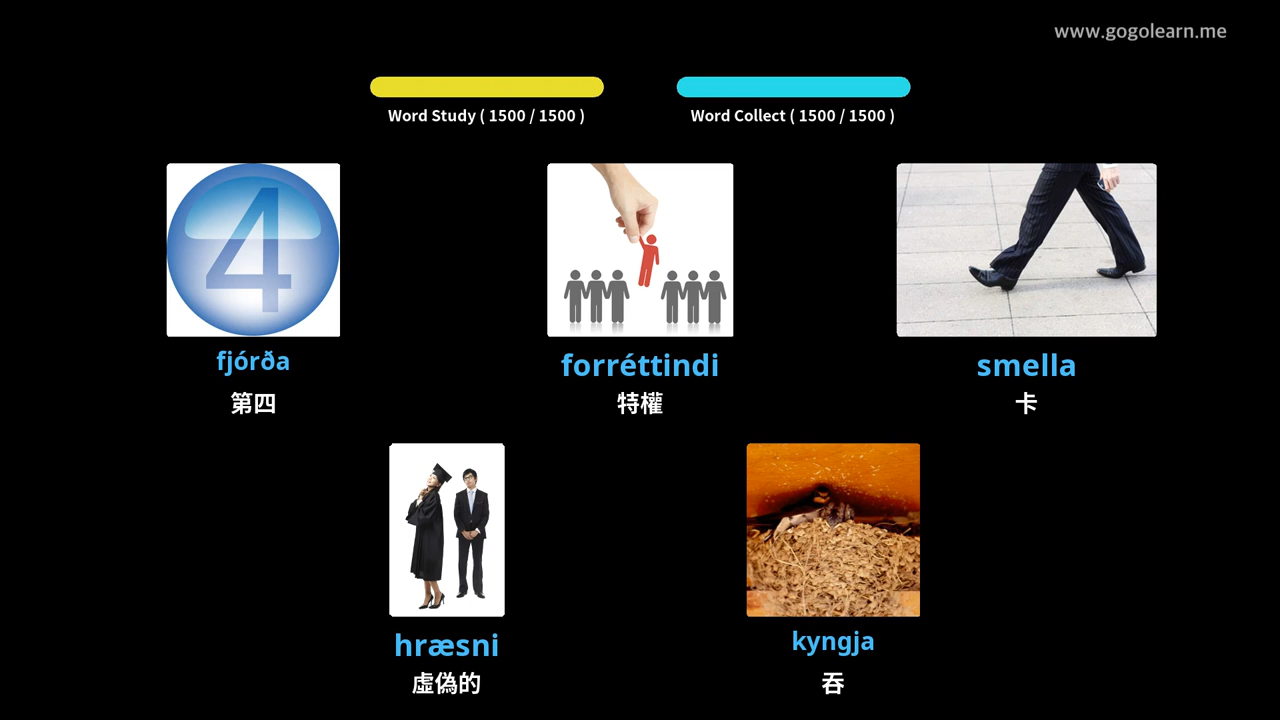 www.gogolearn.me
Word Study ( 1500 / 1500 )
Word Collect ( 1500 / 1500 )
4
fjórða
第四
forréttindi
特權
smella
卡
hræsni
虛偽的
kyngja
吞